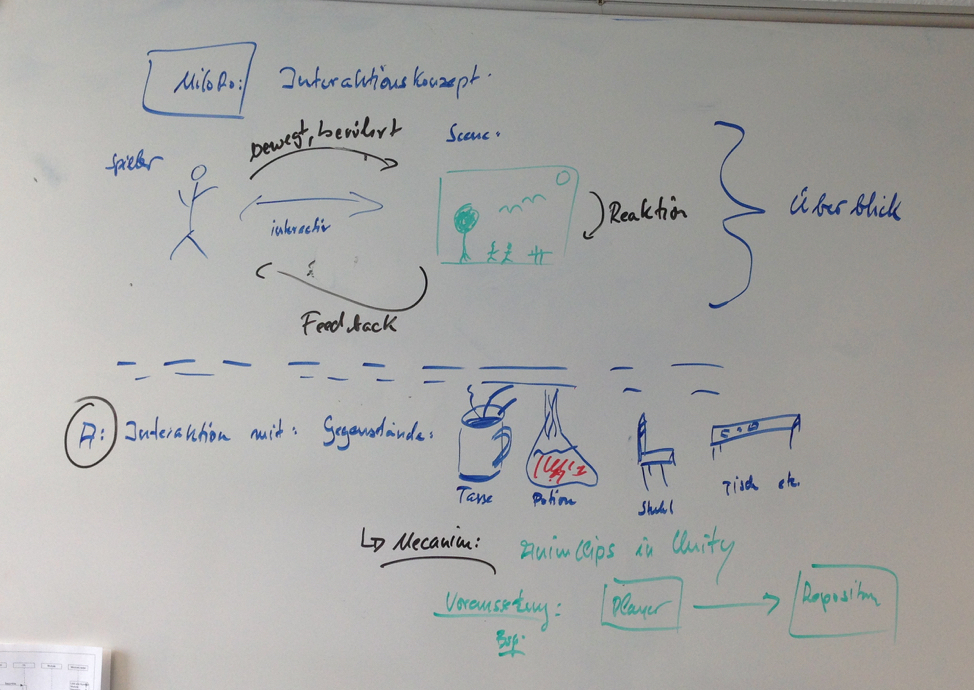 MiLoRo: Interaktionskonzept.
bewegt, berührt
Spieler
Scene.
interactiv
Reaktion
Überblick
Feedback
A: Interaktion mit: Gegenstände:
Tasse
Potion
Stuhl
Tisch etc.
↳ Mecanim: AnimClips in Unity
Voraussetzung: Player → Reposition
Bsp.